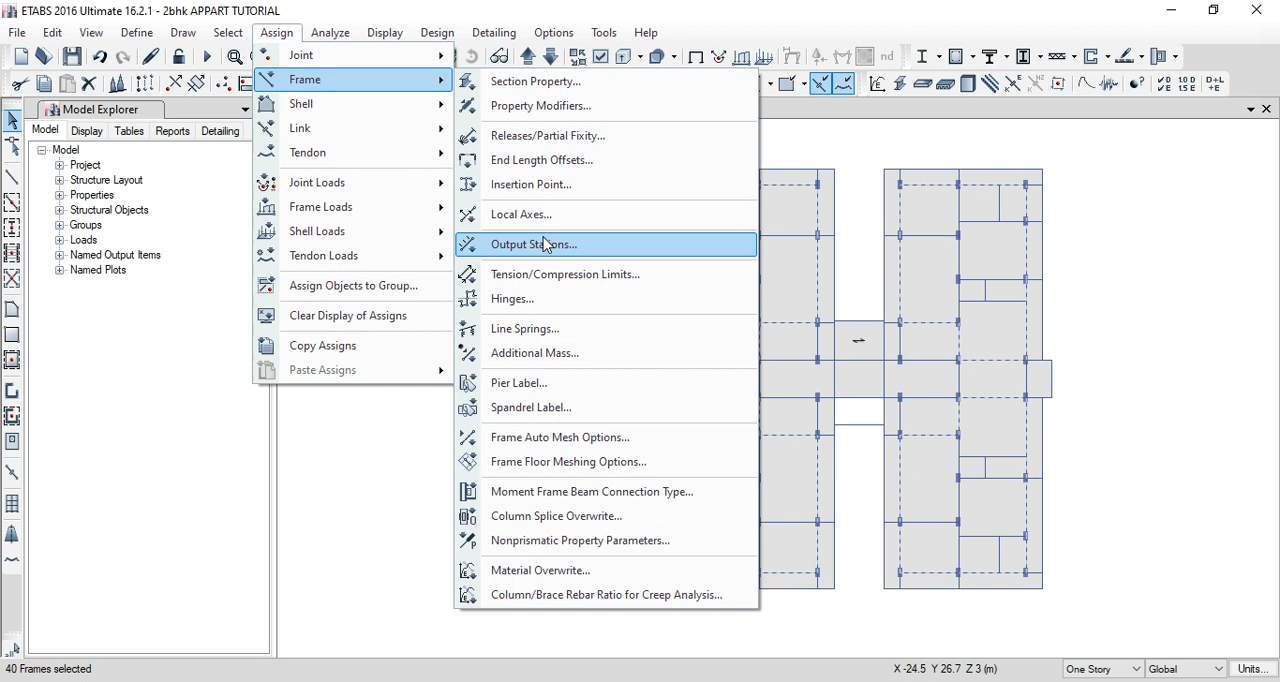 ETABS 2016 Ultimate 16.2.1 - 2bhk APPART TUTORIAL
File Edit View Define Draw Select Assign Analyze Display Design Detailing Options Tools Help
nd
Model Explorer
Model Display Tables Reports Detailing
Model
Project
Structure Layout
Properties
Structural Objects
Groups
Loads
Named Output Items
Named Plots
Joint
Frame
Shell
Link
Tendon
Joint Loads
Frame Loads
Shell Loads
Tendon Loads
Assign Objects to Group...
Clear Display of Assigns
Copy Assigns
Paste Assigns
Section Property...
Property Modifiers...
Releases/Partial Fixity...
End Length Offsets...
Insertion Point...
Local Axes...
Output Stations...
Tension/Compression Limits...
Hinges...
Line Springs...
Additional Mass...
Pier Label...
Spandrel Label...
Frame Auto Mesh Options...
Frame Floor Meshing Options...
Moment Frame Beam Connection Type...
Column Splice Overwrite...
Nonprismatic Property Parameters...
Material Overwrite...
Column/Brace Rebar Ratio for Creep Analysis...
40 Frames selected
X -24.5 Y 26.7 Z 3 (m)
One Story
Global
Units...